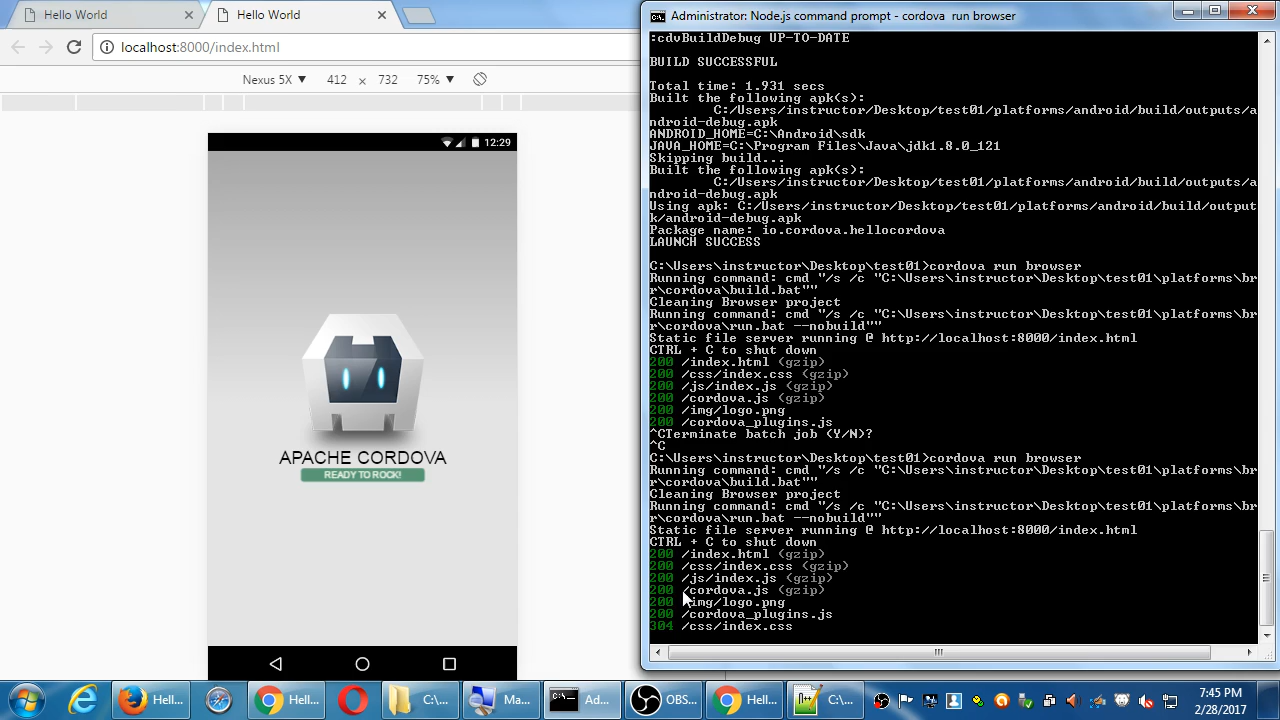 Hello World
Hello World
localhost:8000/index.html
Nexus 5X ▼ 412 × 732 75% ▼
12:29
APACHE CORDOVA
READY TO ROCK!
Administrator: Node.js command prompt - cordova run browser
:cdvBuildDebug UP-TO-DATE
BUILD SUCCESSFUL
Total time: 1.931 secs
Built the following apk(s):
C:/Users/instructor/Desktop/test01/platforms/android/build/outputs/a
ndroid-debug.apk
ANDROID_HOME=C:\Android\sdk
JAVA_HOME=C:\Program Files\Java\jdk1.8.0_121
Skipping build...
Built the following apk(s):
C:/Users/instructor/Desktop/test01/platforms/android/build/outputs/a
ndroid-debug.apk
Using apk: C:/Users/instructor/Desktop/test01/platforms/android/build/output
k/android-debug.apk
Package name: io.cordova.hellocordova
LAUNCH SUCCESS
C:\Users\instructor\Desktop\test01>cordova run browser
Running command: cmd "/s /c "C:\Users\instructor\Desktop\test01\platforms\br
r\cordova\build.bat""
Cleaning Browser project
Running command: cmd "/s /c "C:\Users\instructor\Desktop\test01\platforms\br
r\cordova\run.bat --nobuild""
Static file server running @ http://localhost:8000/index.html
CTRL + C to shut down
200 /index.html (gzip)
200 /css/index.css (gzip)
200 /js/index.js (gzip)
200 /cordova.js (gzip)
200 /img/logo.png
200 /cordova_plugins.js
^CTerminate batch job (Y/N)?
^C
C:\Users\instructor\Desktop\test01>cordova run browser
Running command: cmd "/s /c "C:\Users\instructor\Desktop\test01\platforms\br
r\cordova\build.bat""
Cleaning Browser project
Running command: cmd "/s /c "C:\Users\instructor\Desktop\test01\platforms\br
r\cordova\run.bat --nobuild""
Static file server running @ http://localhost:8000/index.html
CTRL + C to shut down
200 /index.html (gzip)
200 /css/index.css (gzip)
200 /js/index.js (gzip)
200 /cordova.js (gzip)
200 /img/logo.png
200 /cordova_plugins.js
304 /css/index.css
Hell... Hell... C:\... Ma... Ad... OBS... Hell... C:\...
7:45 PM
2/28/2017